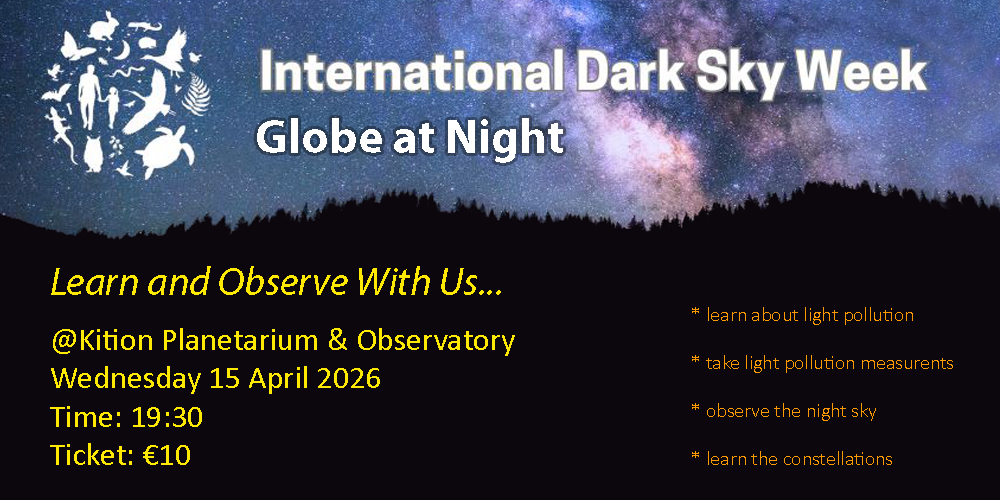 International Dark Sky Week
Globe at Night
Learn and Observe With Us...
@Kition Planetarium & Observatory
Wednesday 15 April 2026
Time: 19:30
Ticket: €10
* learn about light pollution
* take light pollution measurents
* observe the night sky
* learn the constellations